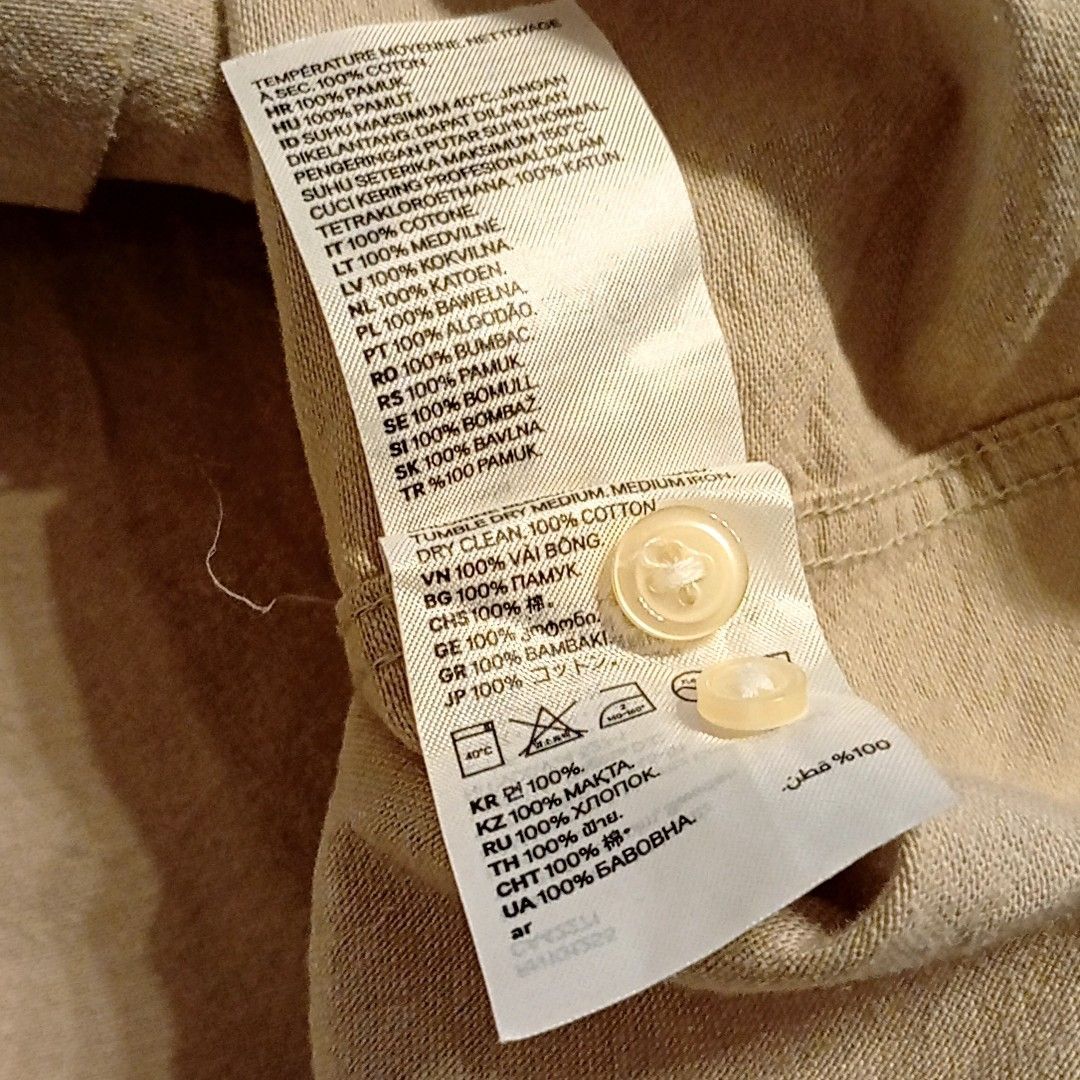 TEMPÉRATURE MOYENNE. NETTOYAGE
À SEC. 100% COTON
HR 100% PAMUK.
HU 100% PAMUT.
ID SUHU MAKSIMUM 40°C. JANGAN
DIKELANTANG. DAPAT DILAKUKAN
PENGERINGAN PUTAR SUHU NORMAL.
SUHU SETERIKA MAKSIMUM 150°C.
CUCI KERING PROFESIONAL DALAM
TETRAKLOROETHANA. 100% KATUN.
IT 100% COTONE.
LT 100% MEDVILNĖ.
LV 100% KOKVILNA.
NL 100% KATOEN.
PL 100% BAWEŁNA.
PT 100% ALGODÃO.
RO 100% BUMBAC.
RS 100% PAMUK.
SE 100% BOMULL.
SI 100% BOMBAŽ.
SK 100% BAVLNA.
TR %100 PAMUK.
TUMBLE DRY MEDIUM. MEDIUM IRON.
DRY CLEAN. 100% COTTON
VN 100% VẢI BÔNG
BG 100% ПАМУК.
CHS 100% 棉。
GE 100% ბოტონი.
GR 100% ΒΑΜΒΑΚΙ
JP 100% コットン。
40°C
KR 면 100%.
KZ 100% МАҚТА.
RU 100% ХЛОПОК.
TH 100% ฝ้าย.
CHT 100% 棉。
UA 100% БАВОВНА.
ar
100% قطن.